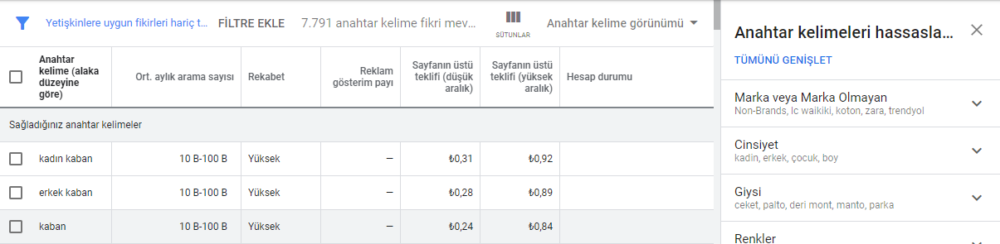 Yetişkinlere uygun fikirleri hariç t... FİLTRE EKLE 7.791 anahtar kelime fikri mev... SÜTUNLAR Anahtar kelime görünümü
Anahtar kelime (alaka düzeyine göre) Ort. aylık arama sayısı Rekabet Reklam gösterim payı Sayfanın üstü teklifi (düşük aralık) Sayfanın üstü teklifi (yüksek aralık) Hesap durumu
Sağladığınız anahtar kelimeler
kadın kaban 10 B-100 B Yüksek — ₺0,31 ₺0,92
erkek kaban 10 B-100 B Yüksek — ₺0,28 ₺0,89
kaban 10 B-100 B Yüksek — ₺0,24 ₺0,84
Anahtar kelimeleri hassasla...
TÜMÜNÜ GENİŞLET
Marka veya Marka Olmayan
Non-Brands, lc waikiki, koton, zara, trendyol
Cinsiyet
kadin, erkek, çocuk, boy
Giysi
ceket, palto, deri mont, manto, parka
Renkler